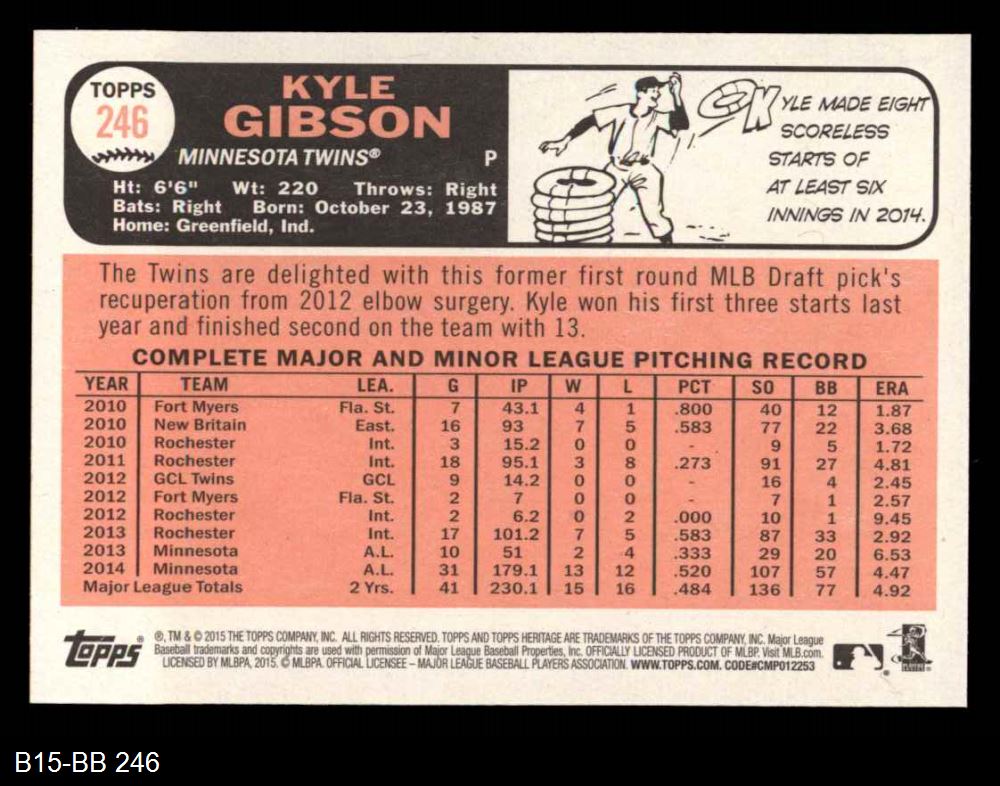 TOPPS
246
KYLE
GIBSON
MINNESOTA TWINS® P
Ht: 6'6" Wt: 220 Throws: Right
Bats: Right Born: October 23, 1987
Home: Greenfield, Ind.
KYLE MADE EIGHT
SCORELESS
STARTS OF
AT LEAST SIX
INNINGS IN 2014.
The Twins are delighted with this former first round MLB Draft pick's
recuperation from 2012 elbow surgery. Kyle won his first three starts last
year and finished second on the team with 13.
COMPLETE MAJOR AND MINOR LEAGUE PITCHING RECORD
YEAR TEAM LEA. G IP W L PCT SO BB ERA
2010 Fort Myers Fla. St. 7 43.1 4 1 .800 40 12 1.87
2010 New Britain East. 16 93 7 5 .583 77 22 3.68
2010 Rochester Int. 3 15.2 0 0 - 9 5 1.72
2011 Rochester Int. 18 95.1 3 8 .273 91 27 4.81
2012 GCL Twins GCL 9 14.2 0 0 - 16 4 2.45
2012 Fort Myers Fla. St. 2 7 0 0 - 7 1 2.57
2012 Rochester Int. 2 6.2 0 2 .000 10 1 9.45
2013 Rochester Int. 17 101.2 7 5 .583 87 33 2.92
2013 Minnesota A.L. 10 51 2 4 .333 29 20 6.53
2014 Minnesota A.L. 31 179.1 13 12 .520 107 57 4.47
Major League Totals 2 Yrs. 41 230.1 15 16 .484 136 77 4.92
topps®
®, TM & © 2015 THE TOPPS COMPANY, INC. ALL RIGHTS RESERVED. TOPPS AND TOPPS HERITAGE ARE TRADEMARKS OF THE TOPPS COMPANY, INC. Major League
Baseball trademarks and copyrights are used with permission of Major League Baseball Properties, Inc. OFFICIALLY LICENSED PRODUCT OF MLBP. Visit MLB.com.
LICENSED BY MLBPA, 2015. © MLBPA. OFFICIAL LICENSEE – MAJOR LEAGUE BASEBALL PLAYERS ASSOCIATION. WWW.TOPPS.COM. CODE#CMP012253
B15-BB 246